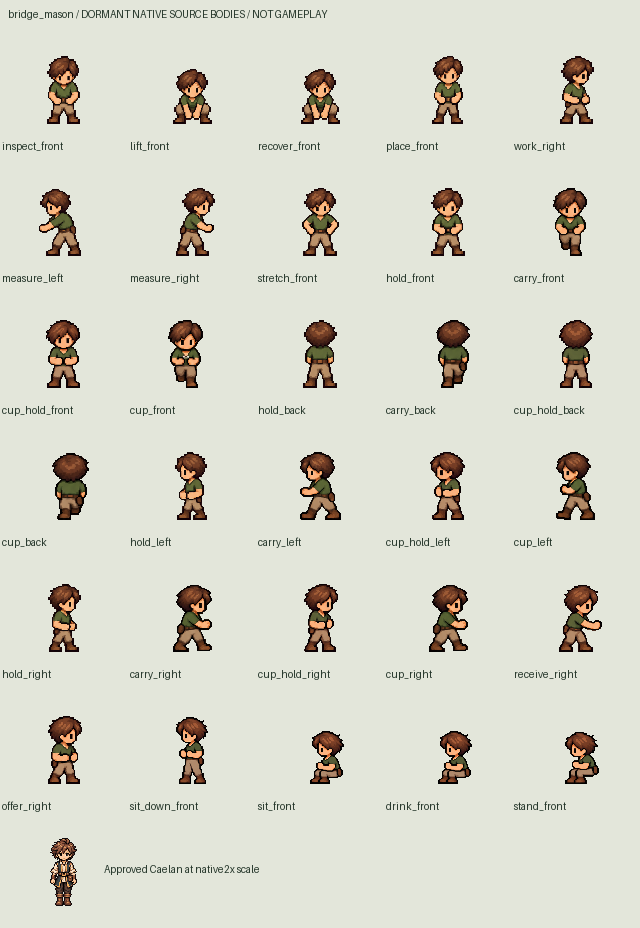 bridge_mason / DORMANT NATIVE SOURCE BODIES / NOT GAMEPLAY
inspect_front lift_front recover_front place_front work_right
measure_left measure_right stretch_front hold_front carry_front
cup_hold_front cup_front hold_back carry_back cup_hold_back
cup_back hold_left carry_left cup_hold_left cup_left
hold_right carry_right cup_hold_right cup_right receive_right
offer_right sit_down_front sit_front drink_front stand_front
Approved Caelan at native2x scale